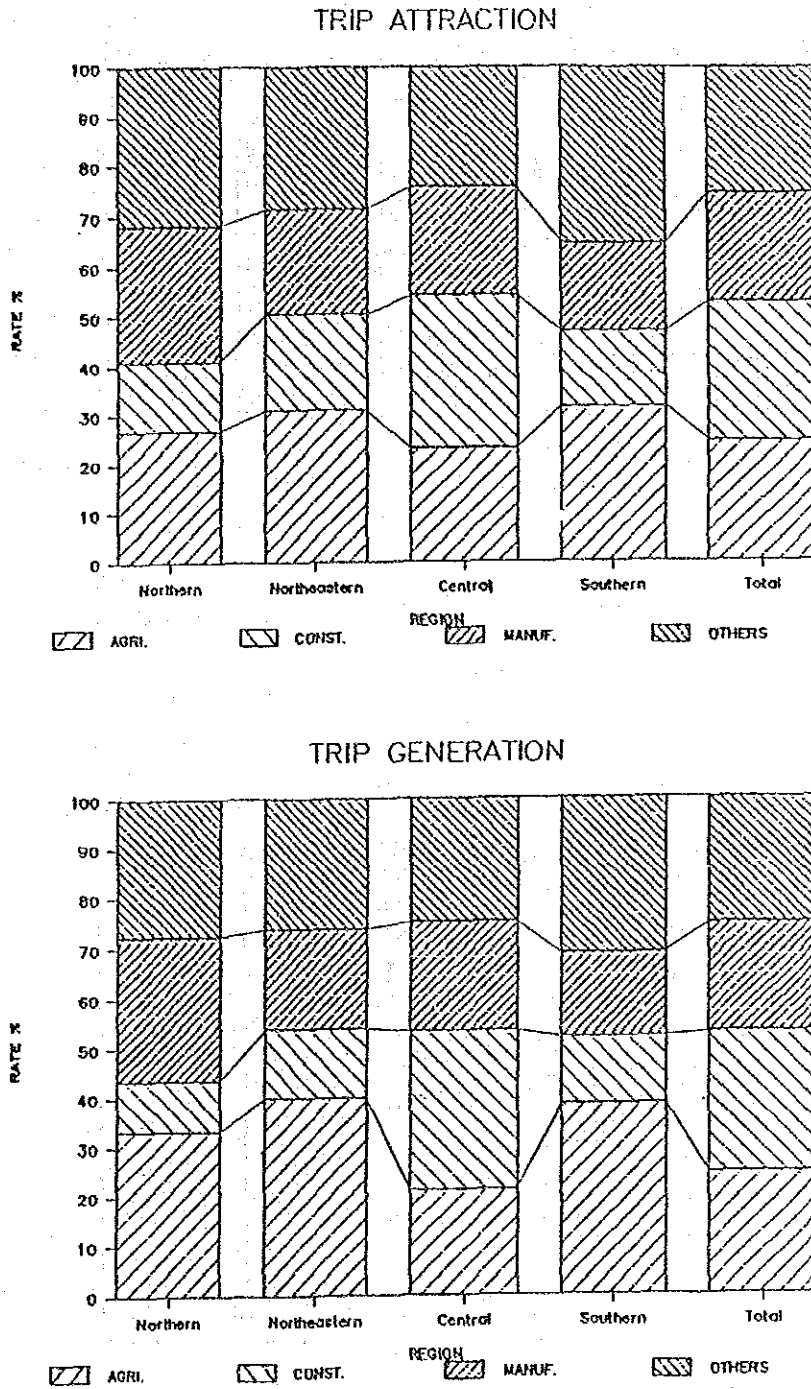 TRIP ATTRACTION
100
90
80
70
60
50
40
30
20
10
0
RATE %
Northern Northeastern Central Southern Total
REGION
AGRI. CONST. MANUF. OTHERS
TRIP GENERATION
100
90
80
70
60
50
40
30
20
10
0
RATE %
Northern Northeastern Central Southern Total
REGION
AGRI. CONST. MANUF. OTHERS